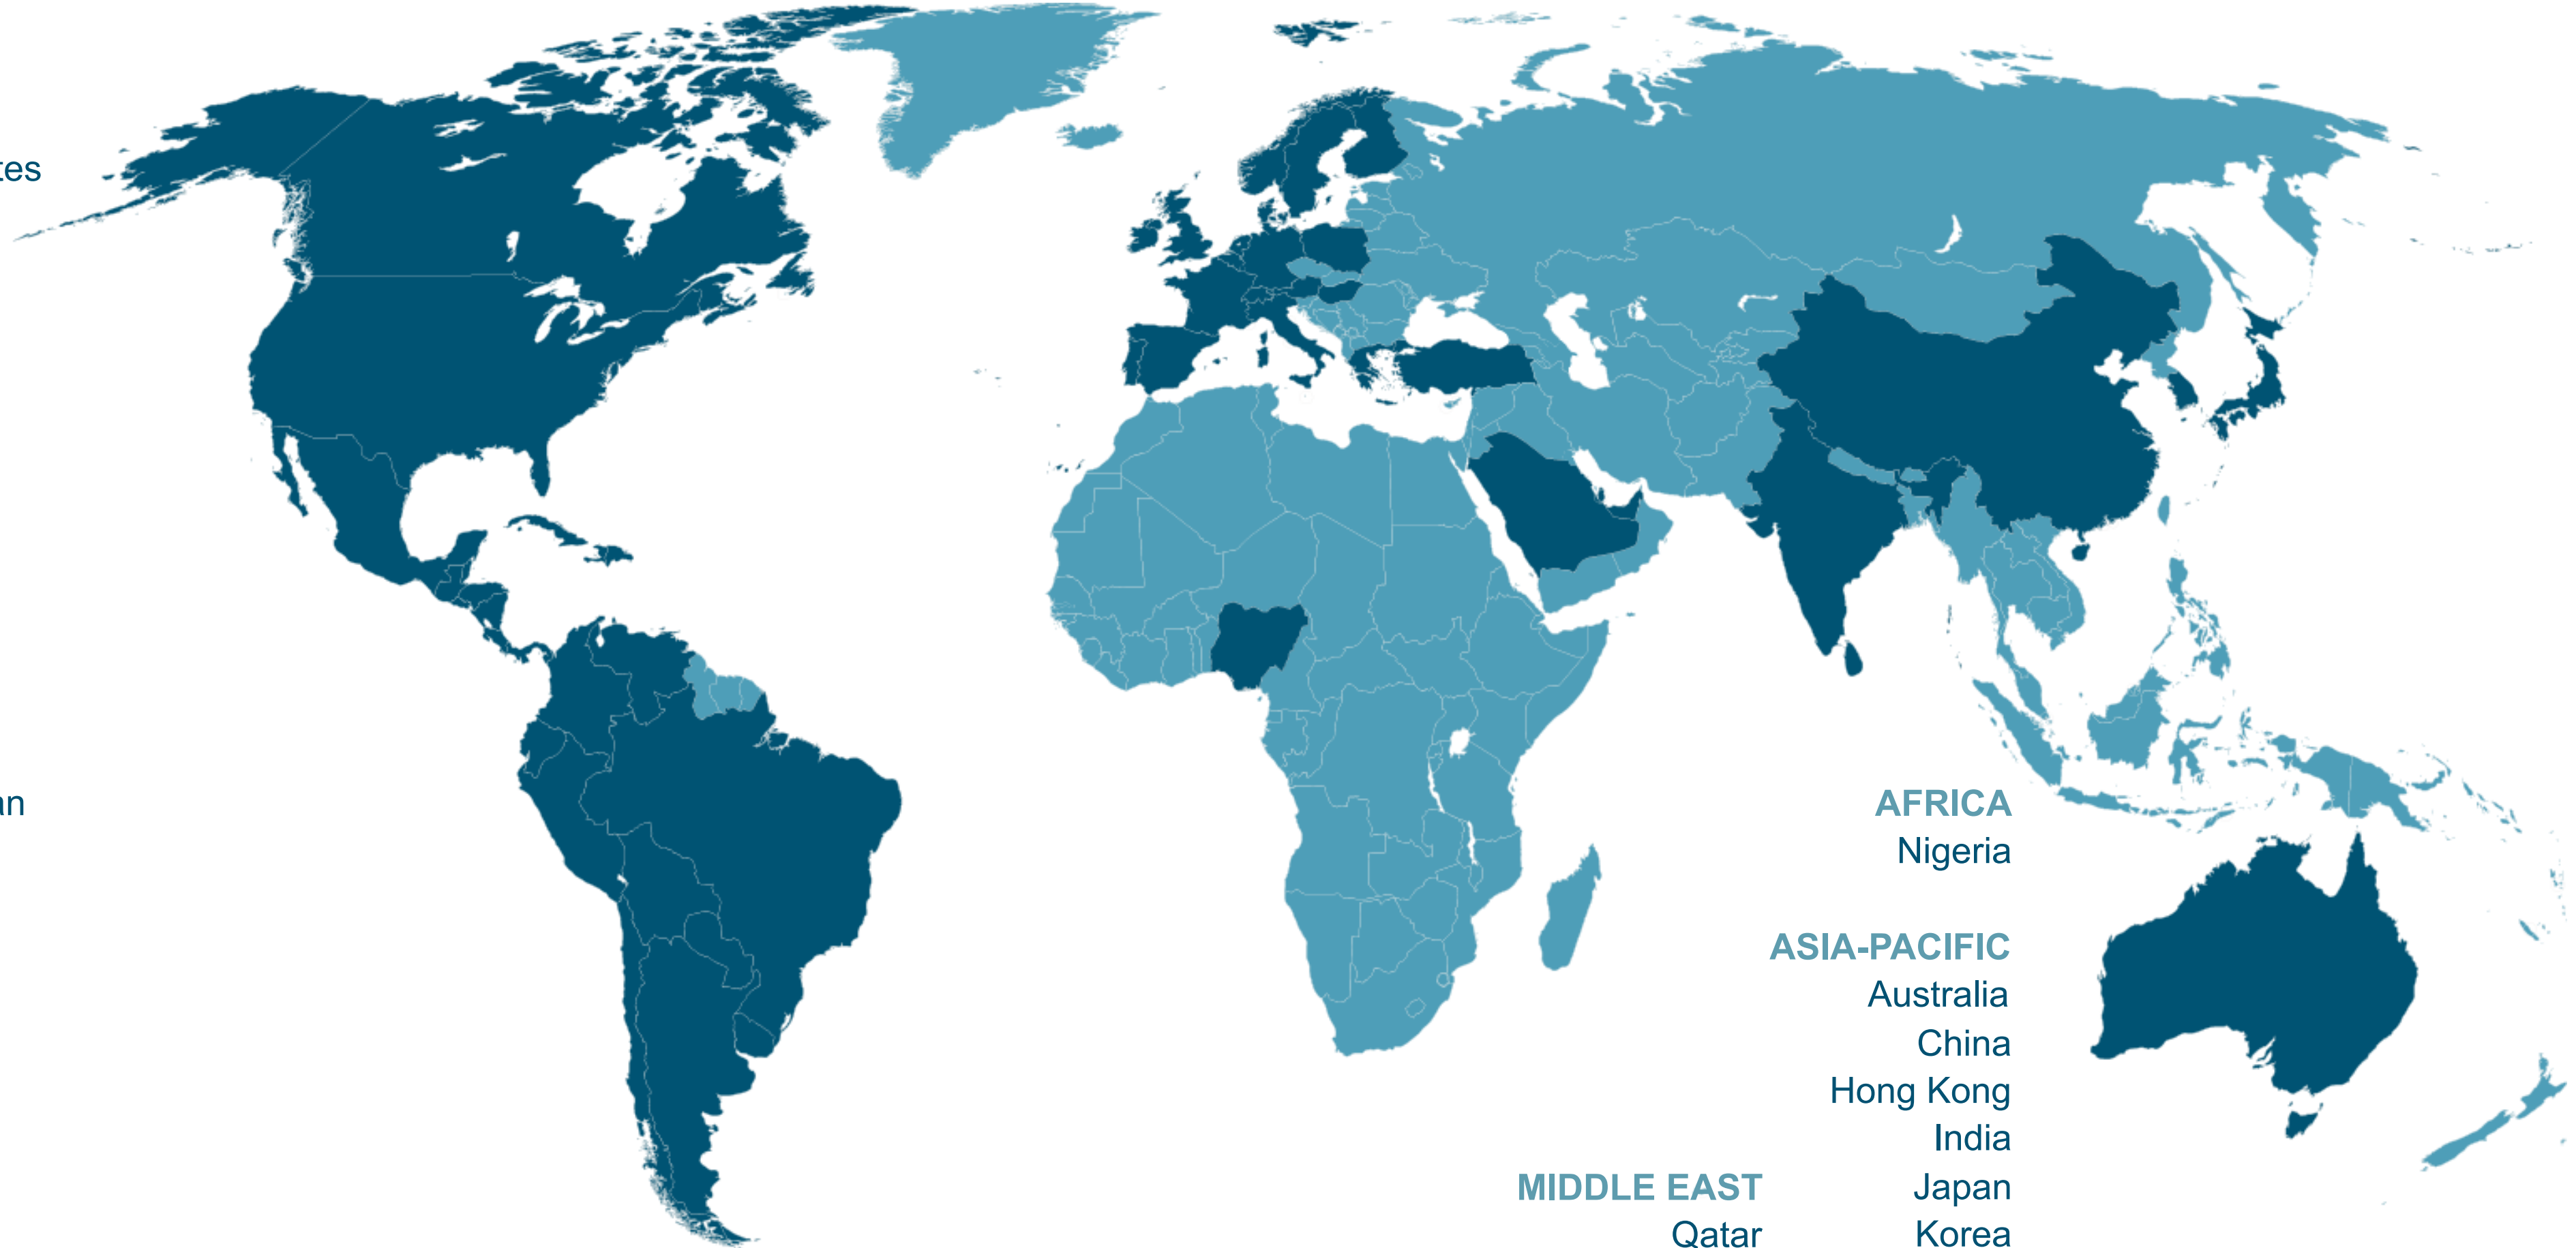 tes
an
AFRICA
Nigeria
ASIA-PACIFIC
Australia
China
Hong Kong
India
Japan
Korea
MIDDLE EAST
Qatar